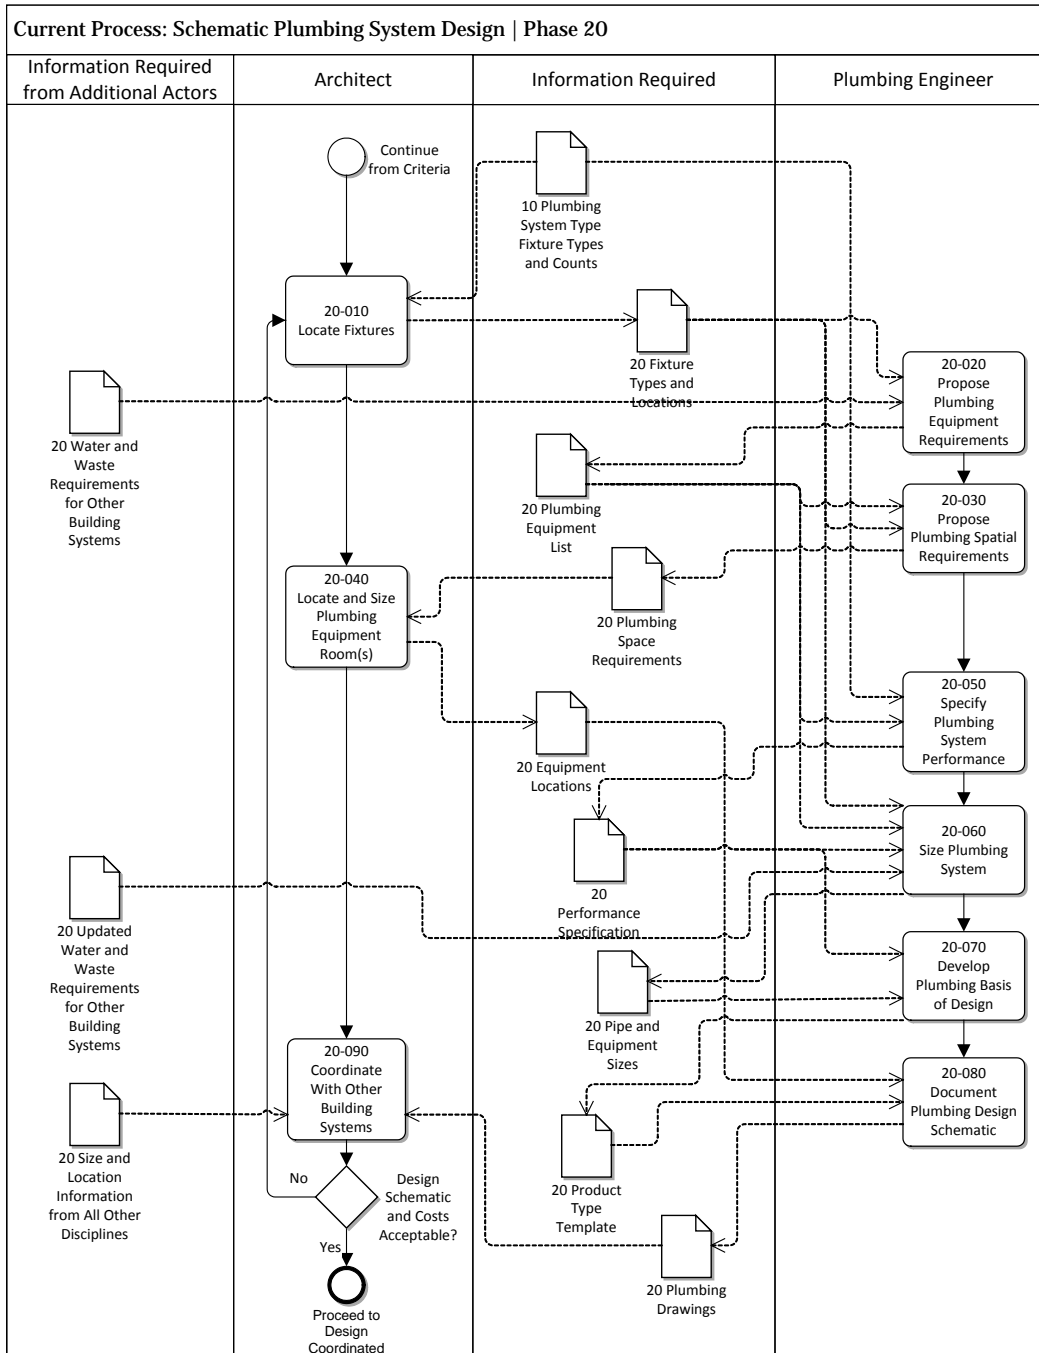 Current Process: Schematic Plumbing System Design | Phase 20
Information Required
from Additional Actors
Architect
Information Required
Plumbing Engineer
Continue
from Criteria
10 Plumbing
System Type
Fixture Types
and Counts
20-010
Locate Fixtures
20 Fixture
Types and
Locations
20-020
Propose
Plumbing
Equipment
Requirements
20 Water and
Waste
Requirements
for Other
Building
Systems
20 Plumbing
Equipment
List
20-030
Propose
Plumbing Spatial
Requirements
20-040
Locate and Size
Plumbing
Equipment
Room(s)
20 Plumbing
Space
Requirements
20-050
Specify
Plumbing
System
Performance
20 Equipment
Locations
20-060
Size Plumbing
System
20
Performance
Specification
20 Updated
Water and
Waste
Requirements
for Other
Building
Systems
20-070
Develop
Plumbing Basis
of Design
20 Pipe and
Equipment
Sizes
20-090
Coordinate
With Other
Building
Systems
20-080
Document
Plumbing Design
Schematic
20 Size and
Location
Information
from All Other
Disciplines
20 Product
Type
Template
No
Design
Schematic
and Costs
Acceptable?
Yes
20 Plumbing
Drawings
Proceed to
Design
Coordinated